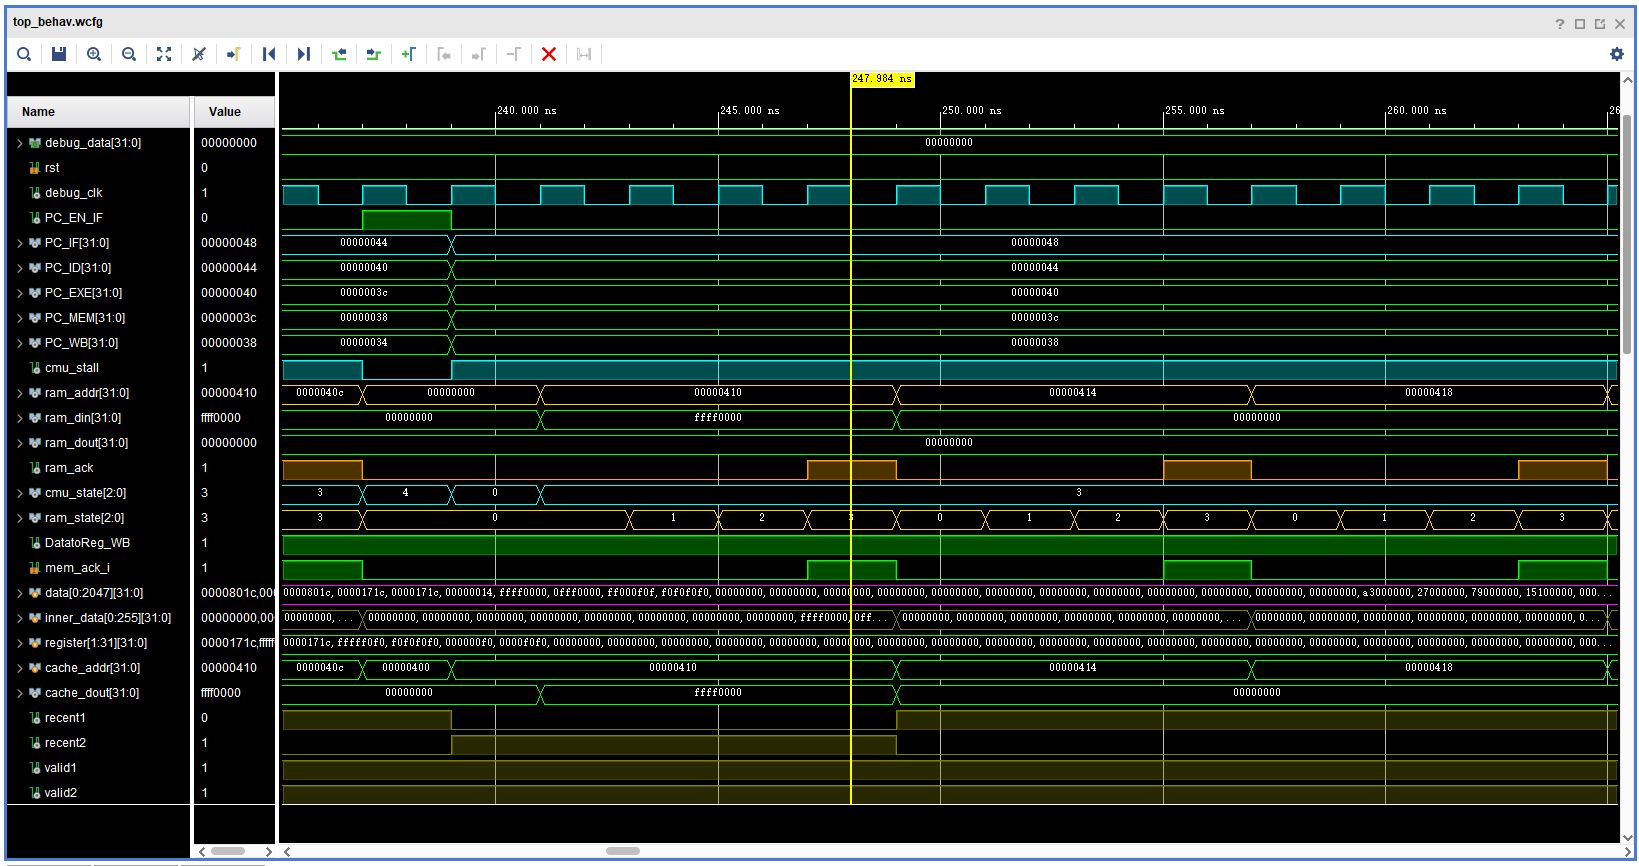 top_behav.wcfg
247.984 ns
Name Value 240.000 ns 245.000 ns 250.000 ns 255.000 ns 260.000 ns 26
debug_data[31:0] 00000000 00000000
rst 0
debug_clk 1
PC_EN_IF 0
PC_IF[31:0] 00000048 00000044 00000048
PC_ID[31:0] 00000044 00000040 00000044
PC_EXE[31:0] 00000040 0000003c 00000040
PC_MEM[31:0] 0000003c 00000038 0000003c
PC_WB[31:0] 00000038 00000034 00000038
cmu_stall 1
ram_addr[31:0] 00000410 0000040c 00000000 00000410 00000414 00000418
ram_din[31:0] ffff0000 00000000 ffff0000 00000000
ram_dout[31:0] 00000000 00000000
ram_ack 1
cmu_state[2:0] 3 3 4 0 3
ram_state[2:0] 3 3 0 1 2 3 0 1 2 3 0 1 2 3
DatatoReg_WB 1
mem_ack_i 1
data[0:2047][31:0] 0000801c,000 0000801c,0000171c,00000014,ffff0000,0fff0000,ff000f0f,f0f0f0f0,00000000,00000000,00000000,00000000,00000000,00000000,00000000,00000000,00000000,a3000000,27000000,79000000,15100000,000...
inner_data[0:255][31:0] 00000000,00 00000000,... 00000000,00000000,00000000,00000000,00000000,00000000,00000000,00000000,ffff0000,0ff... 00000000,00000000,00000000,00000000,00000000,00000000,... 00000000,00000000,00000000,00000000,00000000,00000000,0...
register[1:31][31:0] 0000171c,fffff 0000171c,fffff0f0,f0f0f0f0,000000f0,000f0f0f,00000000,00000000,00000000,00000000,00000000,00000000,00000000,00000000,00000000,00000000,00000000,00000000,00000000,00000000,00000000,000...
cache_addr[31:0] 00000410 0000040c 00000400 00000410 00000414 00000418
cache_dout[31:0] ffff0000 00000000 ffff0000 00000000
recent1 0
recent2 1
valid1 1
valid2 1